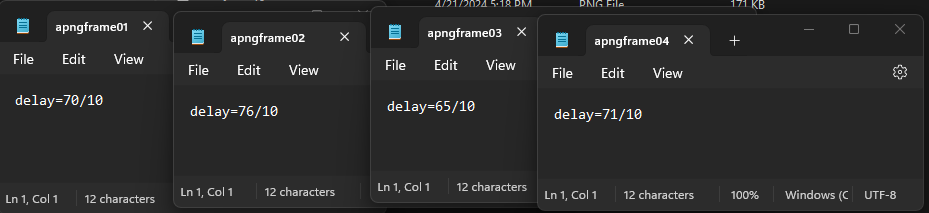 4/21/2024 5:18 PM PNG File 171 KB
apngframe01
File Edit View
delay=70/10
Ln 1, Col 1 12 characters
apngframe02
File Edit View
delay=76/10
Ln 1, Col 1 12 characters
apngframe03
File Edit View
delay=65/10
Ln 1, Col 1 12 characters
apngframe04
File Edit View
delay=71/10
Ln 1, Col 1 12 characters 100% Windows (C UTF-8